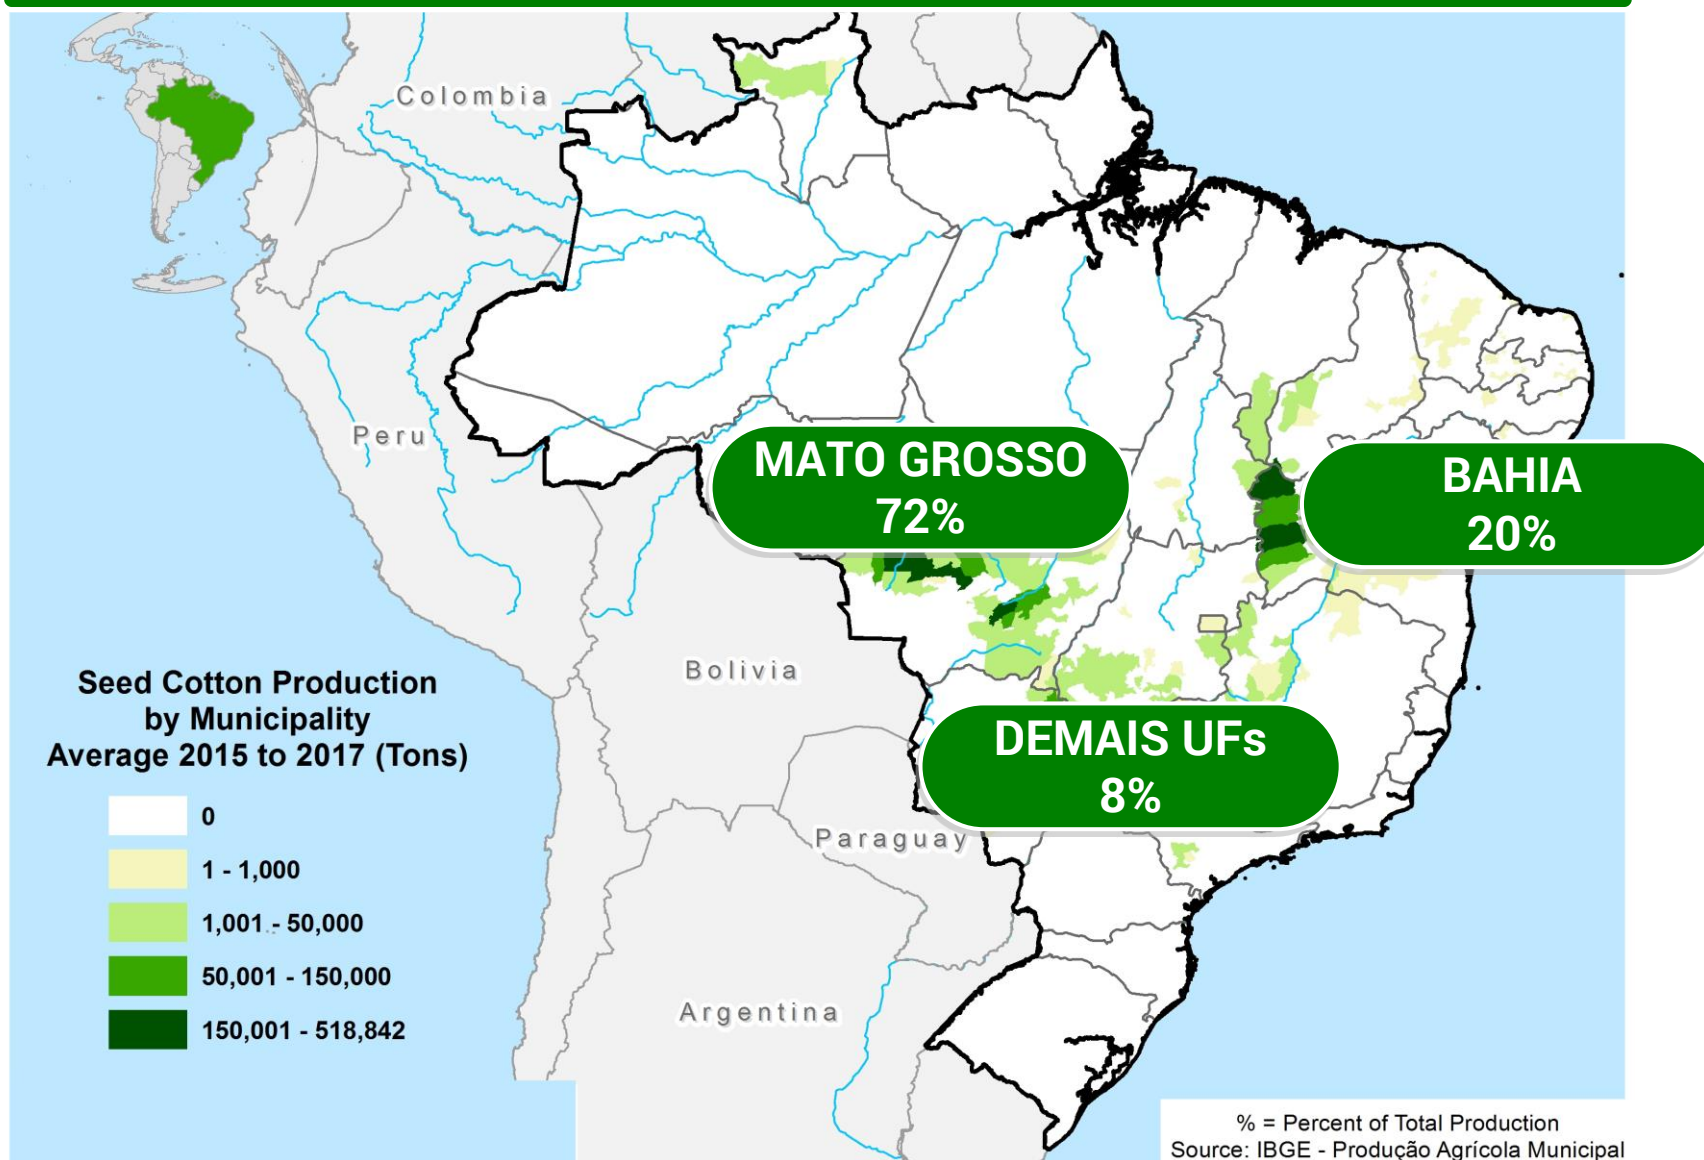 Colombia
Peru
MATO GROSSO
72%
BAHIA
20%
Bolivia
Seed Cotton Production
by Municipality
Average 2015 to 2017 (Tons)
DEMAIS UFs
8%
0
1 - 1,000
1,001 - 50,000
50,001 - 150,000
150,001 - 518,842
Paraguay
Argentina
% = Percent of Total Production
Source: IBGE - Produção Agrícola Municipal